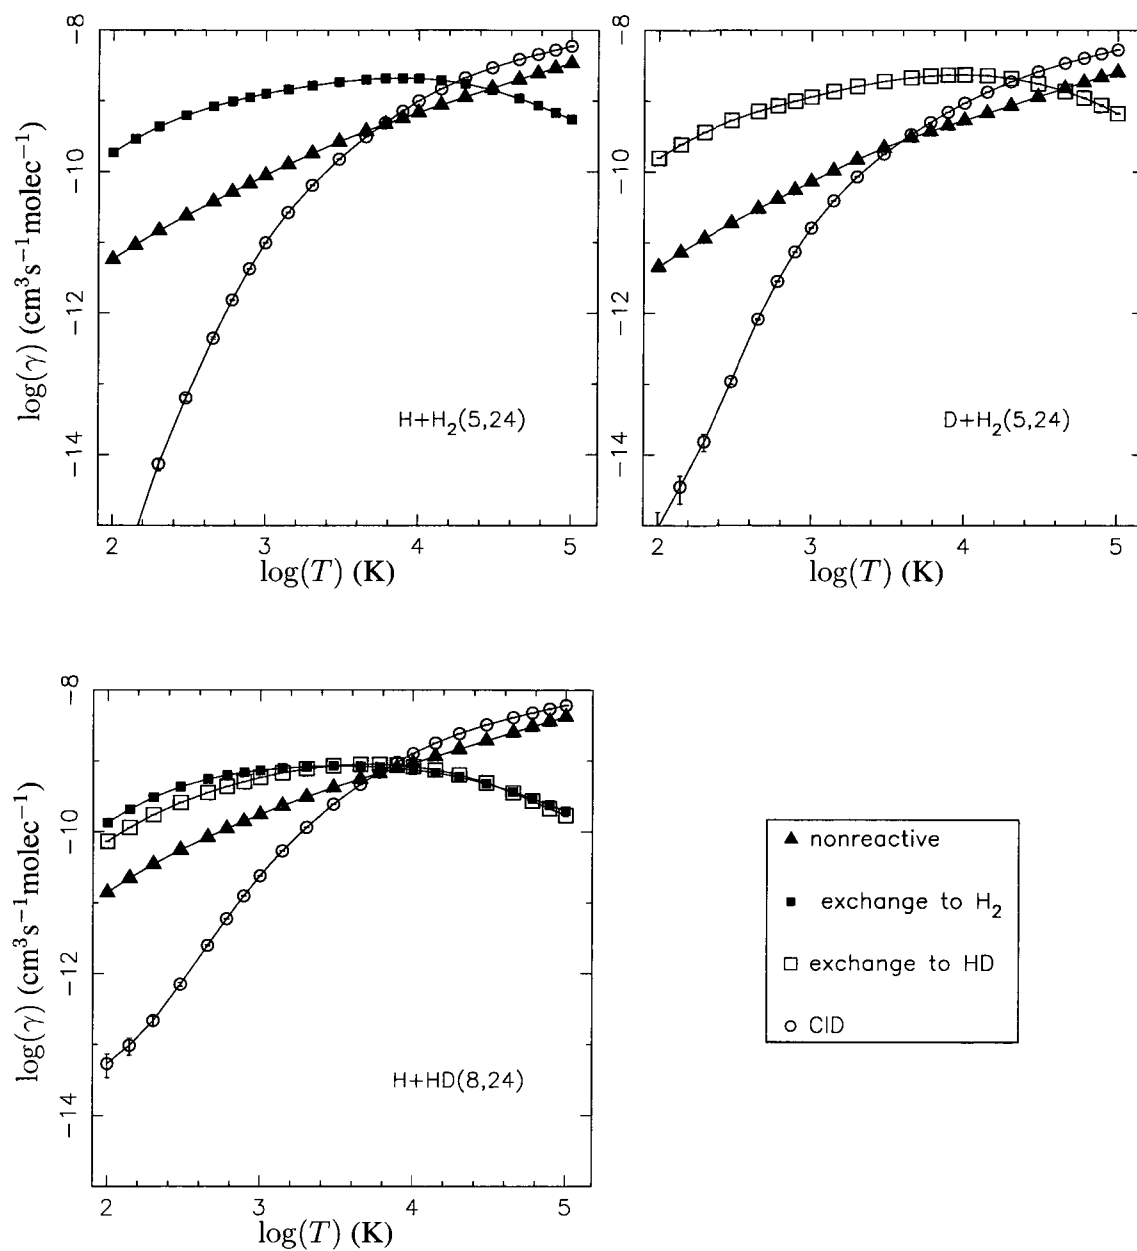 -8
-10
-12
-14
log(γ) (cm³s⁻¹molec⁻¹)
H+H₂(5,24)
2 3 4 5
log(T) (K)
-8
-10
-12
-14
D+H₂(5,24)
2 3 4 5
log(T) (K)
-8
-10
-12
-14
log(γ) (cm³s⁻¹molec⁻¹)
H+HD(8,24)
2 3 4 5
log(T) (K)
nonreactive
exchange to H₂
exchange to HD
CID